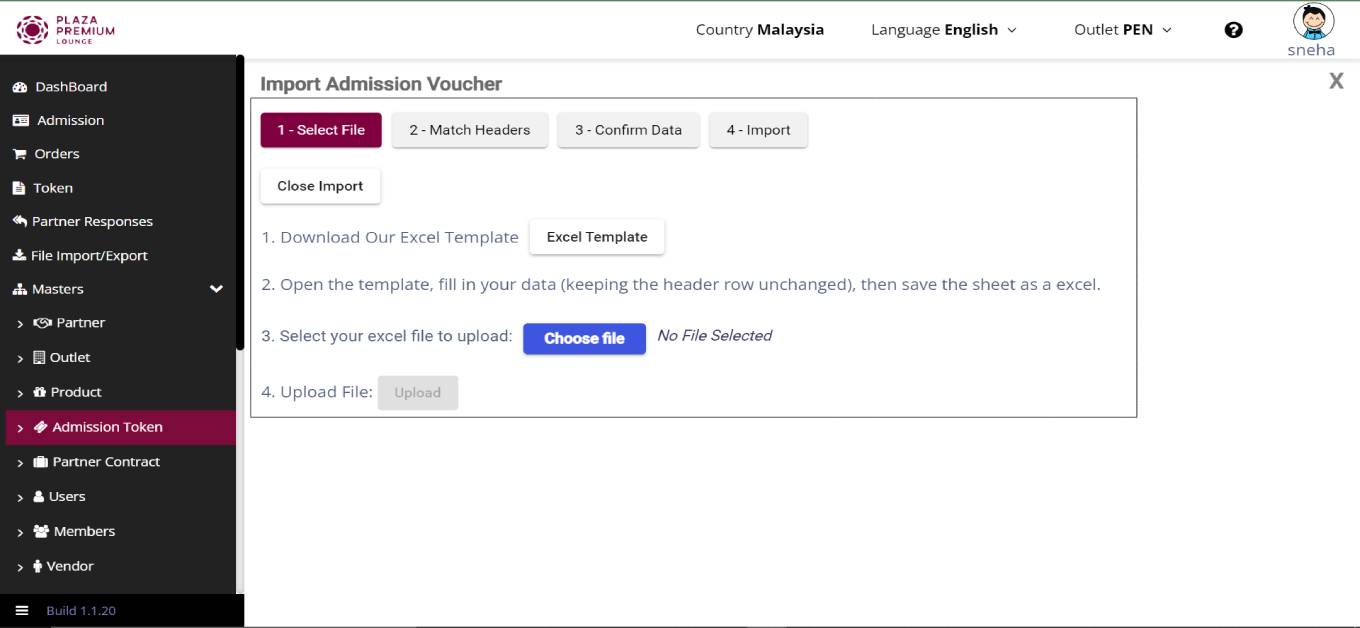 PLAZA
PREMIUM
LOUNGE
Country Malaysia
Language English
Outlet PEN
sneha
DashBoard
Admission
Orders
Token
Partner Responses
File Import/Export
Masters
Partner
Outlet
Product
Admission Token
Partner Contract
Users
Members
Vendor
Build 1.1.20
Import Admission Voucher
X
1 - Select File
2 - Match Headers
3 - Confirm Data
4 - Import
Close Import
1. Download Our Excel Template
Excel Template
2. Open the template, fill in your data (keeping the header row unchanged), then save the sheet as a excel.
3. Select your excel file to upload:
Choose file
No File Selected
4. Upload File:
Upload